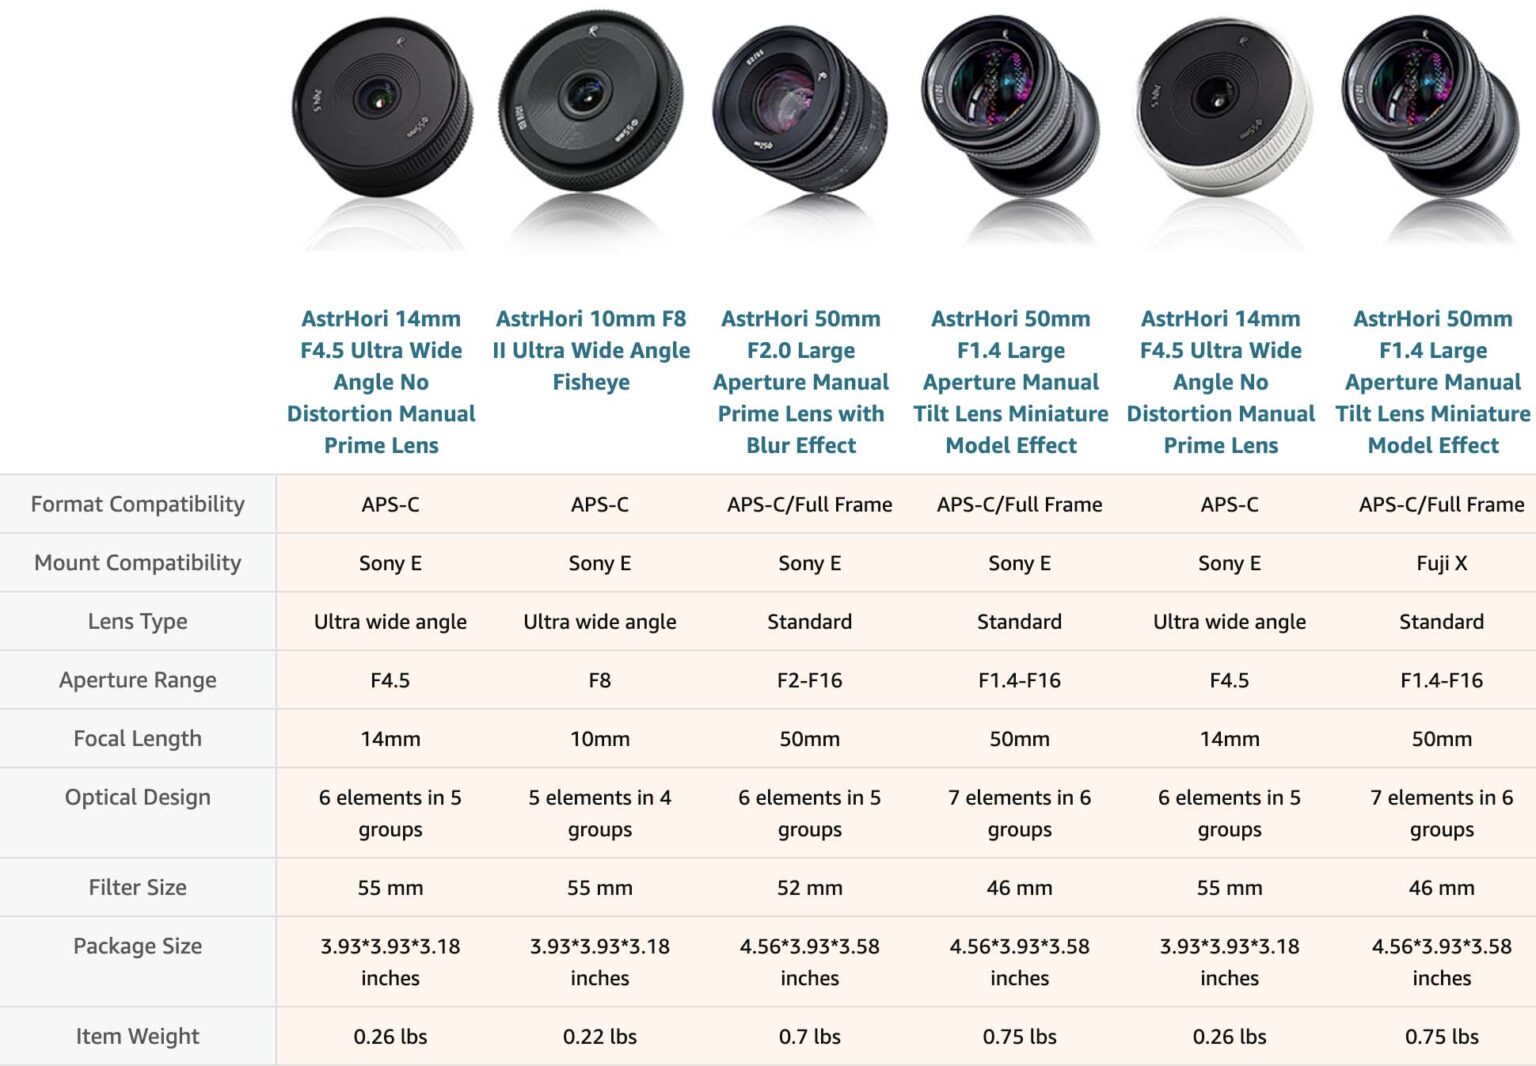 AstrHori 14mm
F4.5 Ultra Wide
Angle No
Distortion Manual
Prime Lens
AstrHori 10mm F8
II Ultra Wide Angle
Fisheye
AstrHori 50mm
F2.0 Large
Aperture Manual
Prime Lens with
Blur Effect
AstrHori 50mm
F1.4 Large
Aperture Manual
Tilt Lens Miniature
Model Effect
AstrHori 14mm
F4.5 Ultra Wide
Angle No
Distortion Manual
Prime Lens
AstrHori 50mm
F1.4 Large
Aperture Manual
Tilt Lens Miniature
Model Effect
Format Compatibility APS-C APS-C APS-C/Full Frame APS-C/Full Frame APS-C APS-C/Full Frame
Mount Compatibility Sony E Sony E Sony E Sony E Sony E Fuji X
Lens Type Ultra wide angle Ultra wide angle Standard Standard Ultra wide angle Standard
Aperture Range F4.5 F8 F2-F16 F1.4-F16 F4.5 F1.4-F16
Focal Length 14mm 10mm 50mm 50mm 14mm 50mm
Optical Design 6 elements in 5 5 elements in 4 6 elements in 5 7 elements in 6 6 elements in 5 7 elements in 6
groups groups groups groups groups groups
Filter Size 55 mm 55 mm 52 mm 46 mm 55 mm 46 mm
Package Size 3.93*3.93*3.18 3.93*3.93*3.18 4.56*3.93*3.58 4.56*3.93*3.58 3.93*3.93*3.18 4.56*3.93*3.58
inches inches inches inches inches inches
Item Weight 0.26 lbs 0.22 lbs 0.7 lbs 0.75 lbs 0.26 lbs 0.75 lbs